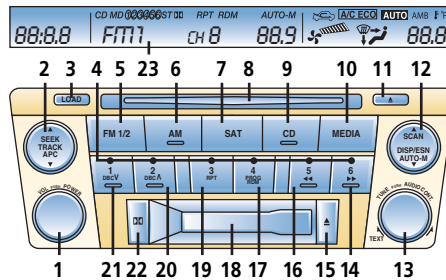 CD MD ST RPT RDM AUTO-M A/C ECO AUTO AMB °F
88:8.8 FM1 CH 8 88.9 88.8
23
2 3 4 5 6 7 8 9 10 11 12
LOAD
SEEK TRACK APC
FM 1/2 AM SAT CD MEDIA
SCAN DISP/ESN AUTO-M
1 DBC V 2 DBC Λ 3 RPT 4 PROG RDM 5 ◄◄ 6 ►►
VOL PUSH POWER
TUNE PUSH AUDIO CONT.
TEXT
1 21 22 20 19 18 17 16 15 14 13